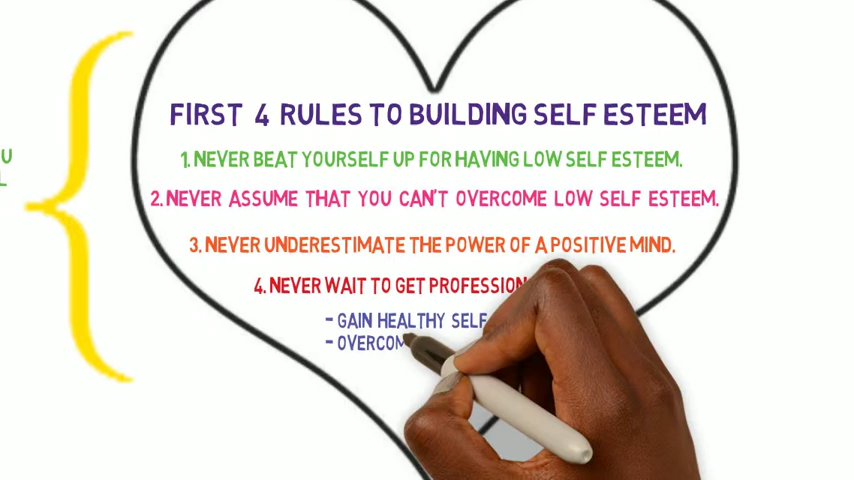 FIRST 4 RULES TO BUILDING SELF ESTEEM
1. NEVER BEAT YOURSELF UP FOR HAVING LOW SELF ESTEEM.
2. NEVER ASSUME THAT YOU CAN'T OVERCOME LOW SELF ESTEEM.
3. NEVER UNDERESTIMATE THE POWER OF A POSITIVE MIND.
4. NEVER WAIT TO GET
- GAIN HEALTHY SELF
-